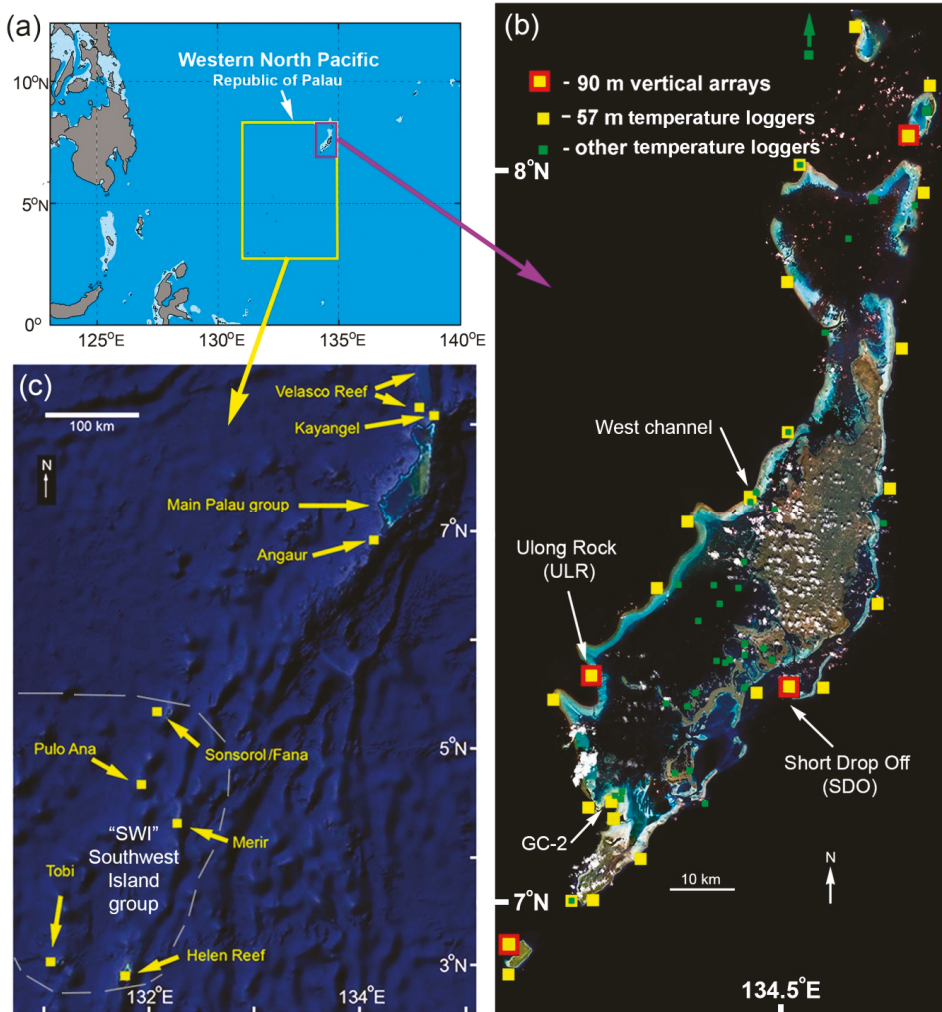 (a)
Western North Pacific
Republic of Palau
10°N
5°N
0°
125°E
130°E
135°E
140°E
(b)
- 90 m vertical arrays
- 57 m temperature loggers
- other temperature loggers
8°N
West channel
Ulong Rock
(ULR)
Short Drop Off
(SDO)
GC-2
10 km
N
7°N
134.5°E
(c)
100 km
N
Velasco Reef
Kayangel
Main Palau group
7°N
Angaur
Sonsorol/Fana
5°N
Pulo Ana
Merir
"SWI"
Southwest
Island
group
Tobi
Helen Reef
3°N
132°E
134°E